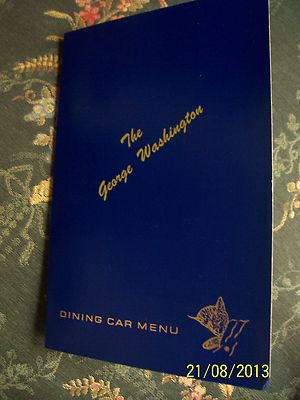 The
George Washington
DINING CAR MENU
21/08/2013